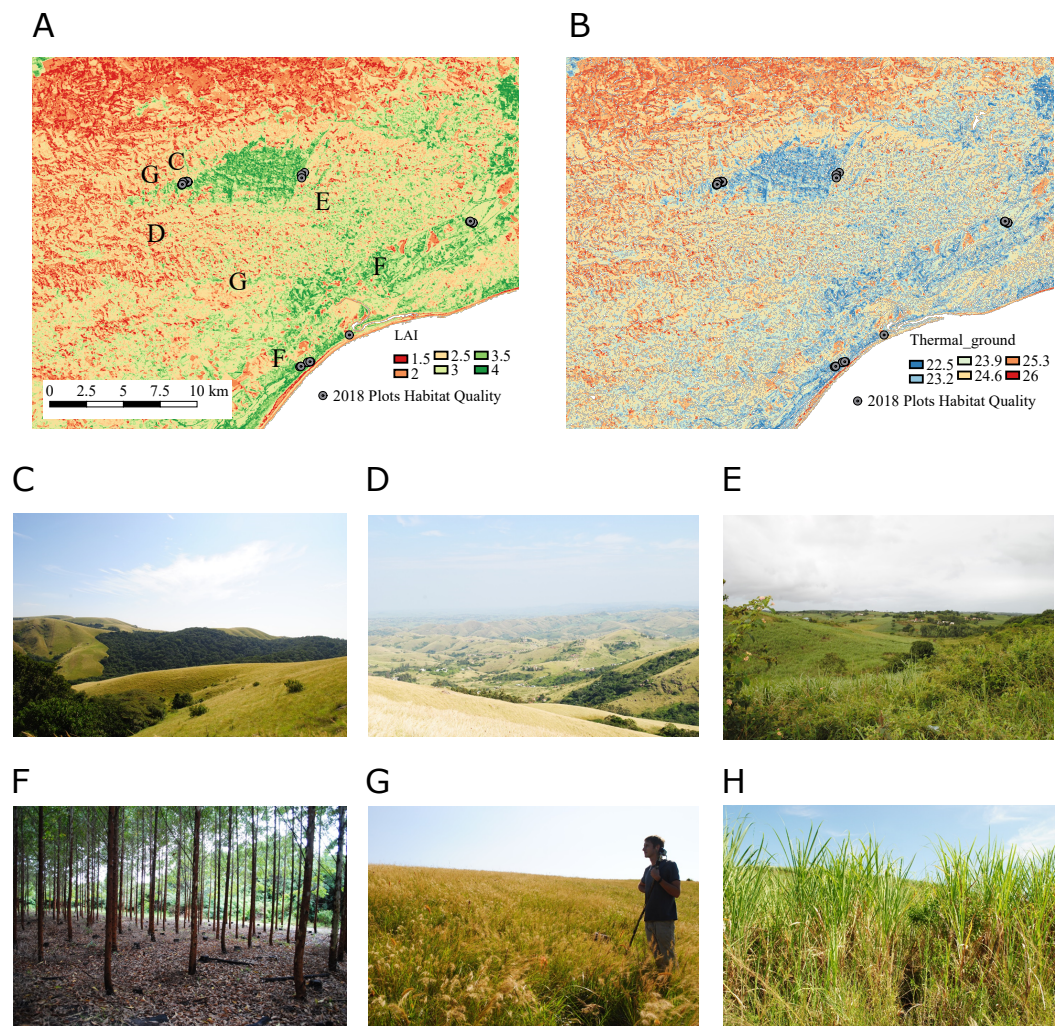 A
B
C
G
E
D
F
G
F
LAI
1.5 2.5 3.5
2 3 4
0 2.5 5 7.5 10 km
2018 Plots Habitat Quality
Thermal_ground
22.5 23.9 25.3
23.2 24.6 26
2018 Plots Habitat Quality
C
D
E
F
G
H